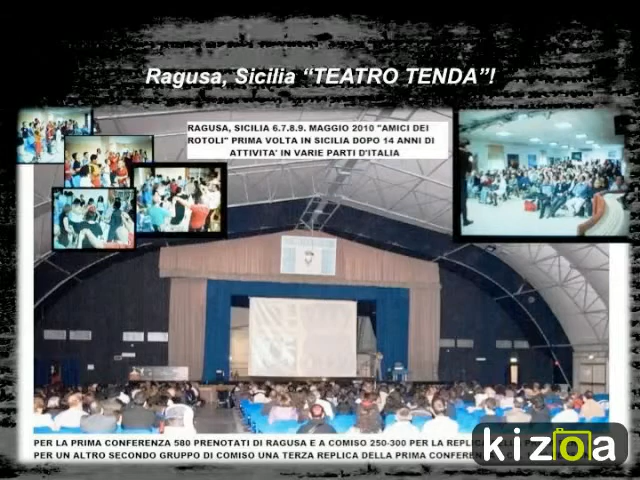 Ragusa, Sicilia “TEATRO TENDA”!
RAGUSA, SICILIA 6.7.8.9. MAGGIO 2010 "AMICI DEI
ROTOLI" PRIMA VOLTA IN SICILIA DOPO 14 ANNI DI
ATTIVITA' IN VARIE PARTI D'ITALIA
PER LA PRIMA CONFERENZA 580 PRENOTATI DI RAGUSA E A COMISO 250-300 PER LA REPLICA
PER UN ALTRO SECONDO GRUPPO DI COMISO UNA TERZA REPLICA DELLA PRIMA CONFEREN
kizoa